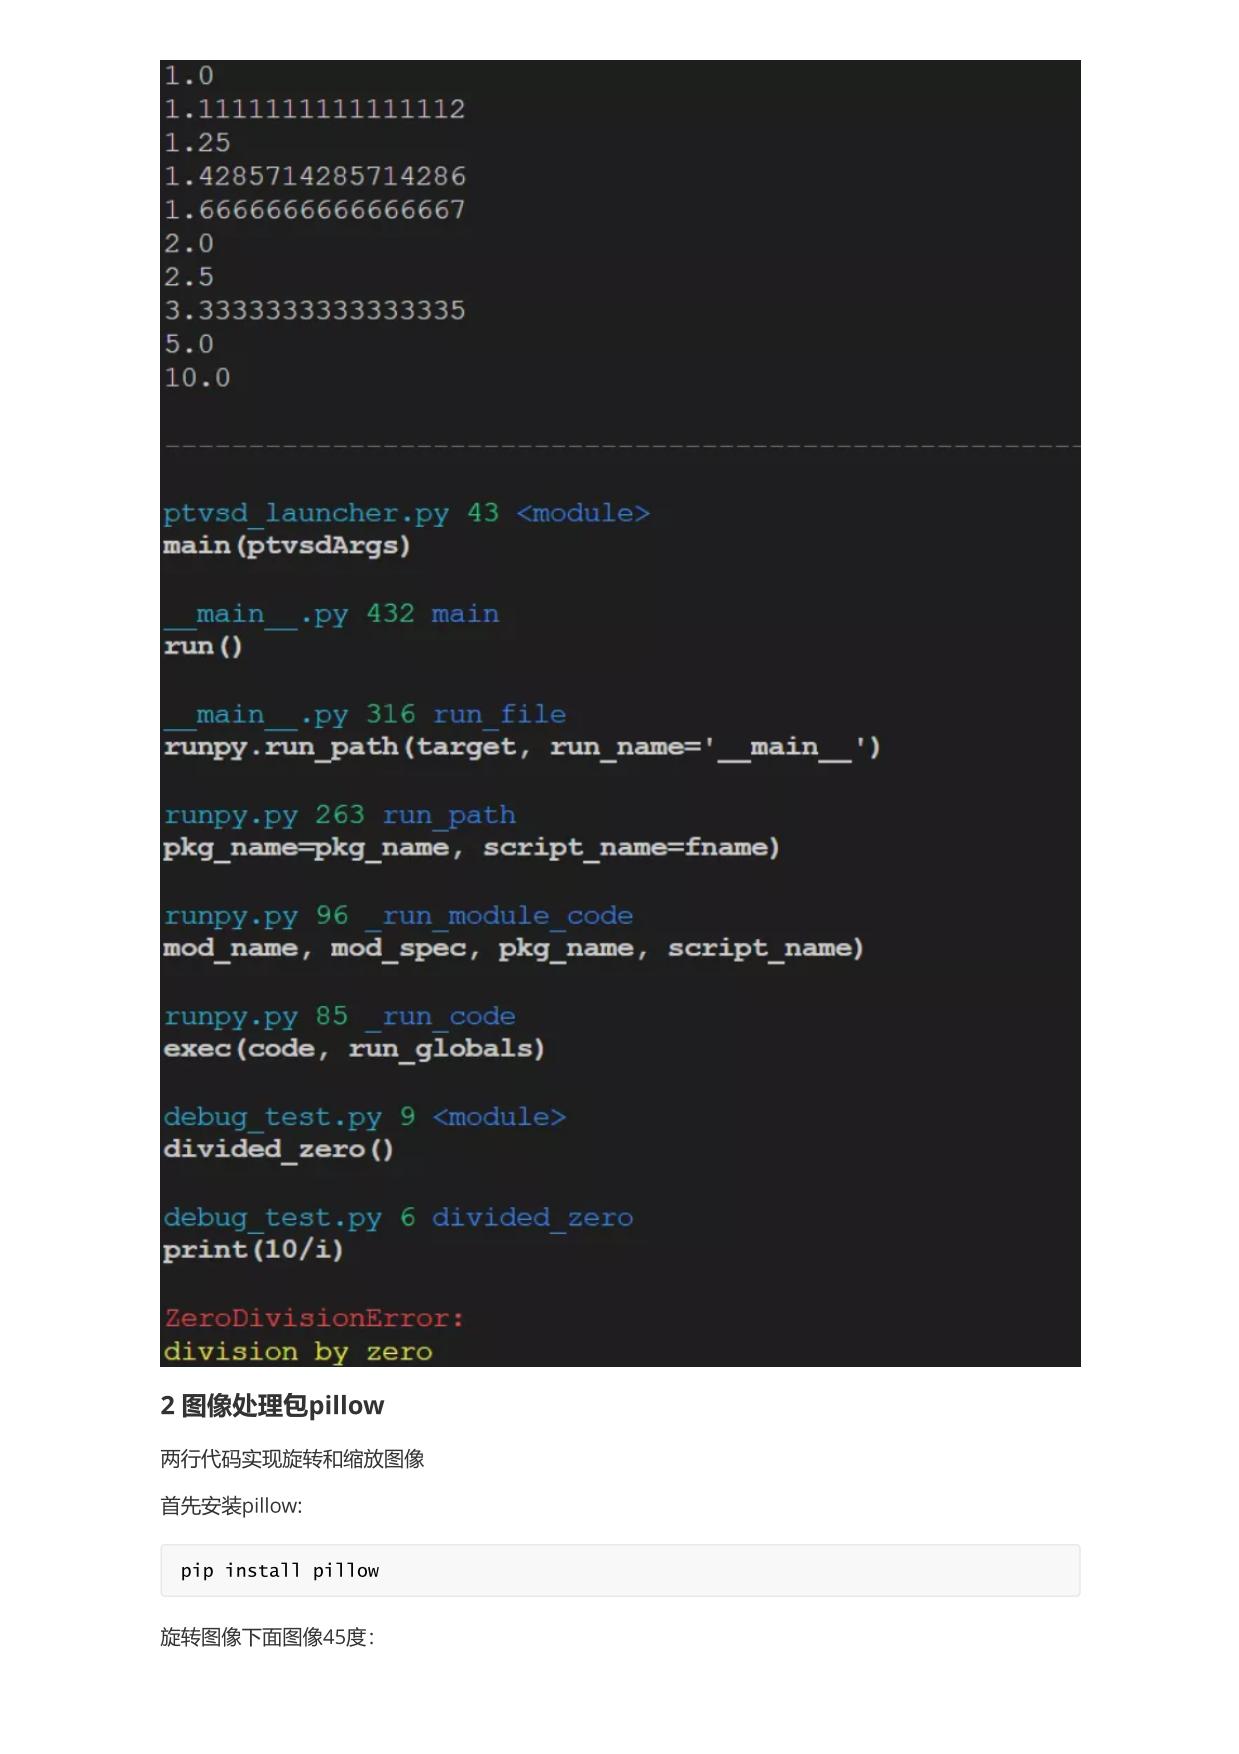 1.0
1.1111111111111112
1.25
1.4285714285714286
1.6666666666666667
2.0
2.5
3.3333333333333335
5.0
10.0
-------------------------------------------------------
ptvsd_launcher.py 43 <module>
main(ptvsdArgs)
__main__.py 432 main
run()
__main__.py 316 run_file
runpy.run_path(target, run_name='__main__')
runpy.py 263 run_path
pkg_name=pkg_name, script_name=fname)
runpy.py 96 _run_module_code
mod_name, mod_spec, pkg_name, script_name)
runpy.py 85 _run_code
exec(code, run_globals)
debug_test.py 9 <module>
divided_zero()
debug_test.py 6 divided_zero
print(10/i)
ZeroDivisionError:
division by zero
2 图像处理包pillow
两行代码实现旋转和缩放图像
首先安装pillow:
pip install pillow
旋转图像下面图像45度：